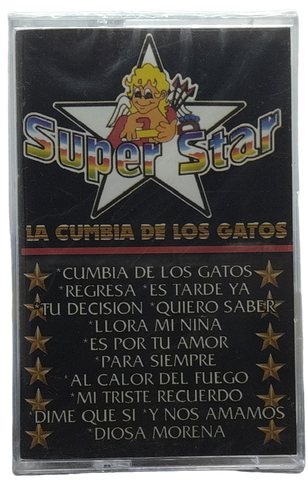 Super Star
LA CUMBIA DE LOS GATOS
*CUMBIA DE LOS GATOS
*REGRESA *ES TARDE YA
*TU DECISION *QUIERO SABER
*LLORA MI NIÑA
*ES POR TU AMOR
*PARA SIEMPRE
*AL CALOR DEL FUEGO
*MI TRISTE RECUERDO
*DIME QUE SI *Y NOS AMAMOS
*DIOSA MORENA